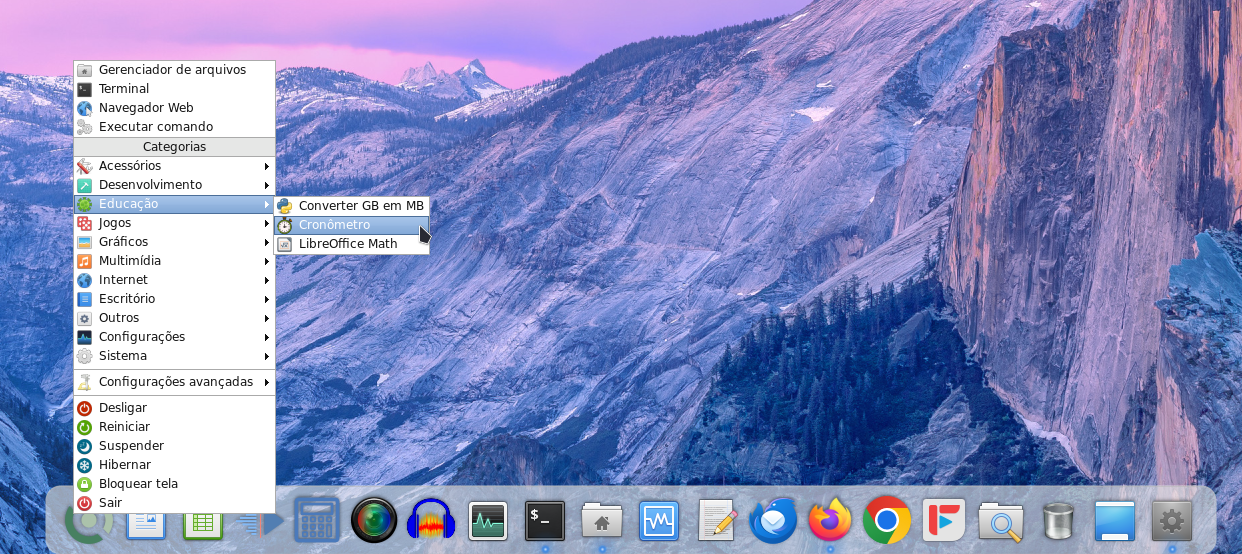 Gerenciador de arquivos
Terminal
Navegador Web
Executar comando
Categorias
Acessórios
Desenvolvimento
Educação
Jogos
Gráficos
Multimídia
Internet
Escritório
Outros
Configurações
Sistema
Configurações avançadas
Desligar
Reiniciar
Suspender
Hibernar
Bloquear tela
Sair
Converter GB em MB
Cronômetro
LibreOffice Math
$_